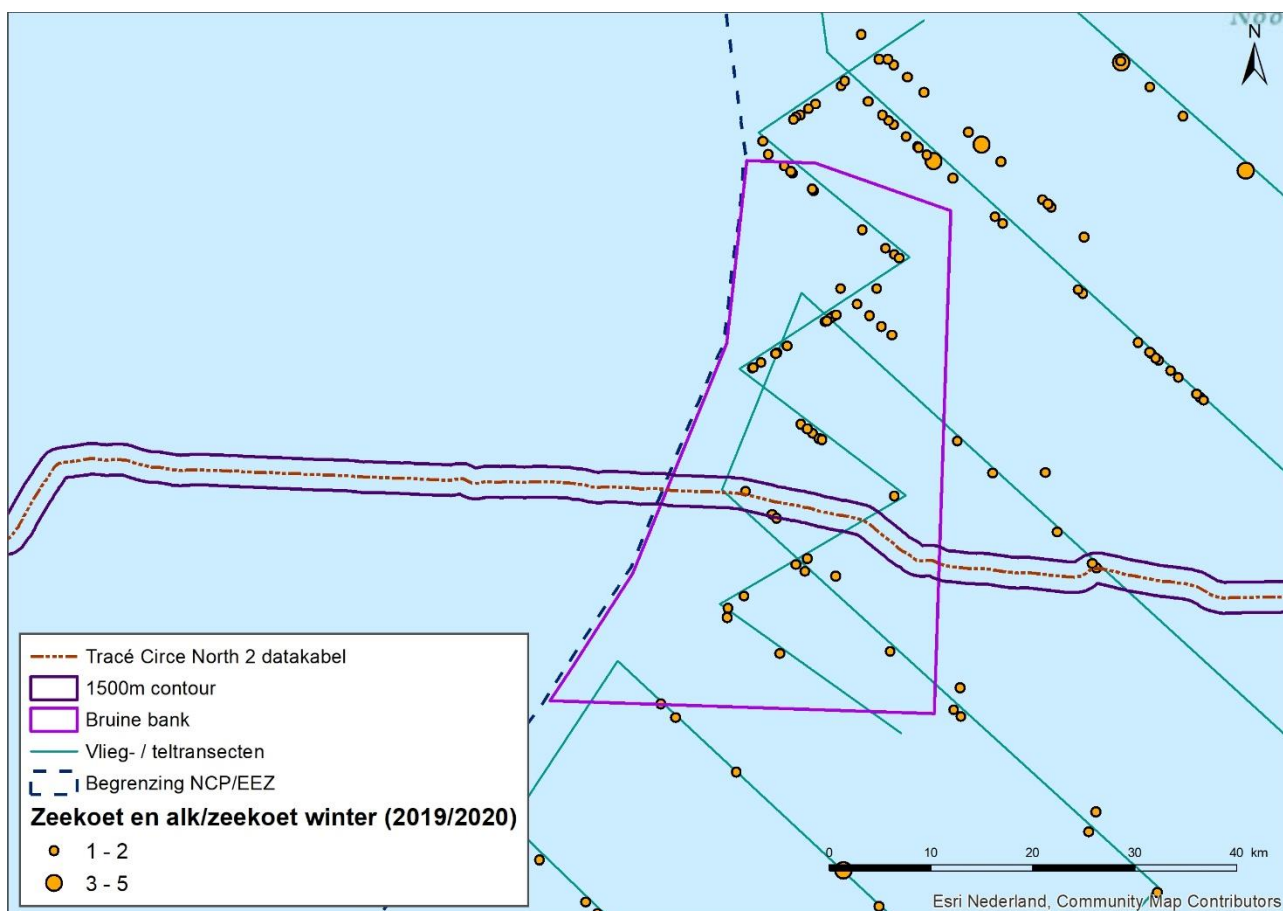 Noo
N
Tracé Circe North 2 datakabel
1500m contour
Bruine bank
Vlieg- / teltransecten
Begrenzing NCP/EEZ
Zeekoet en alk/zeekoet winter (2019/2020)
1 - 2
3 - 5
0 10 20 30 40 km
Esri Nederland, Community Map Contributors